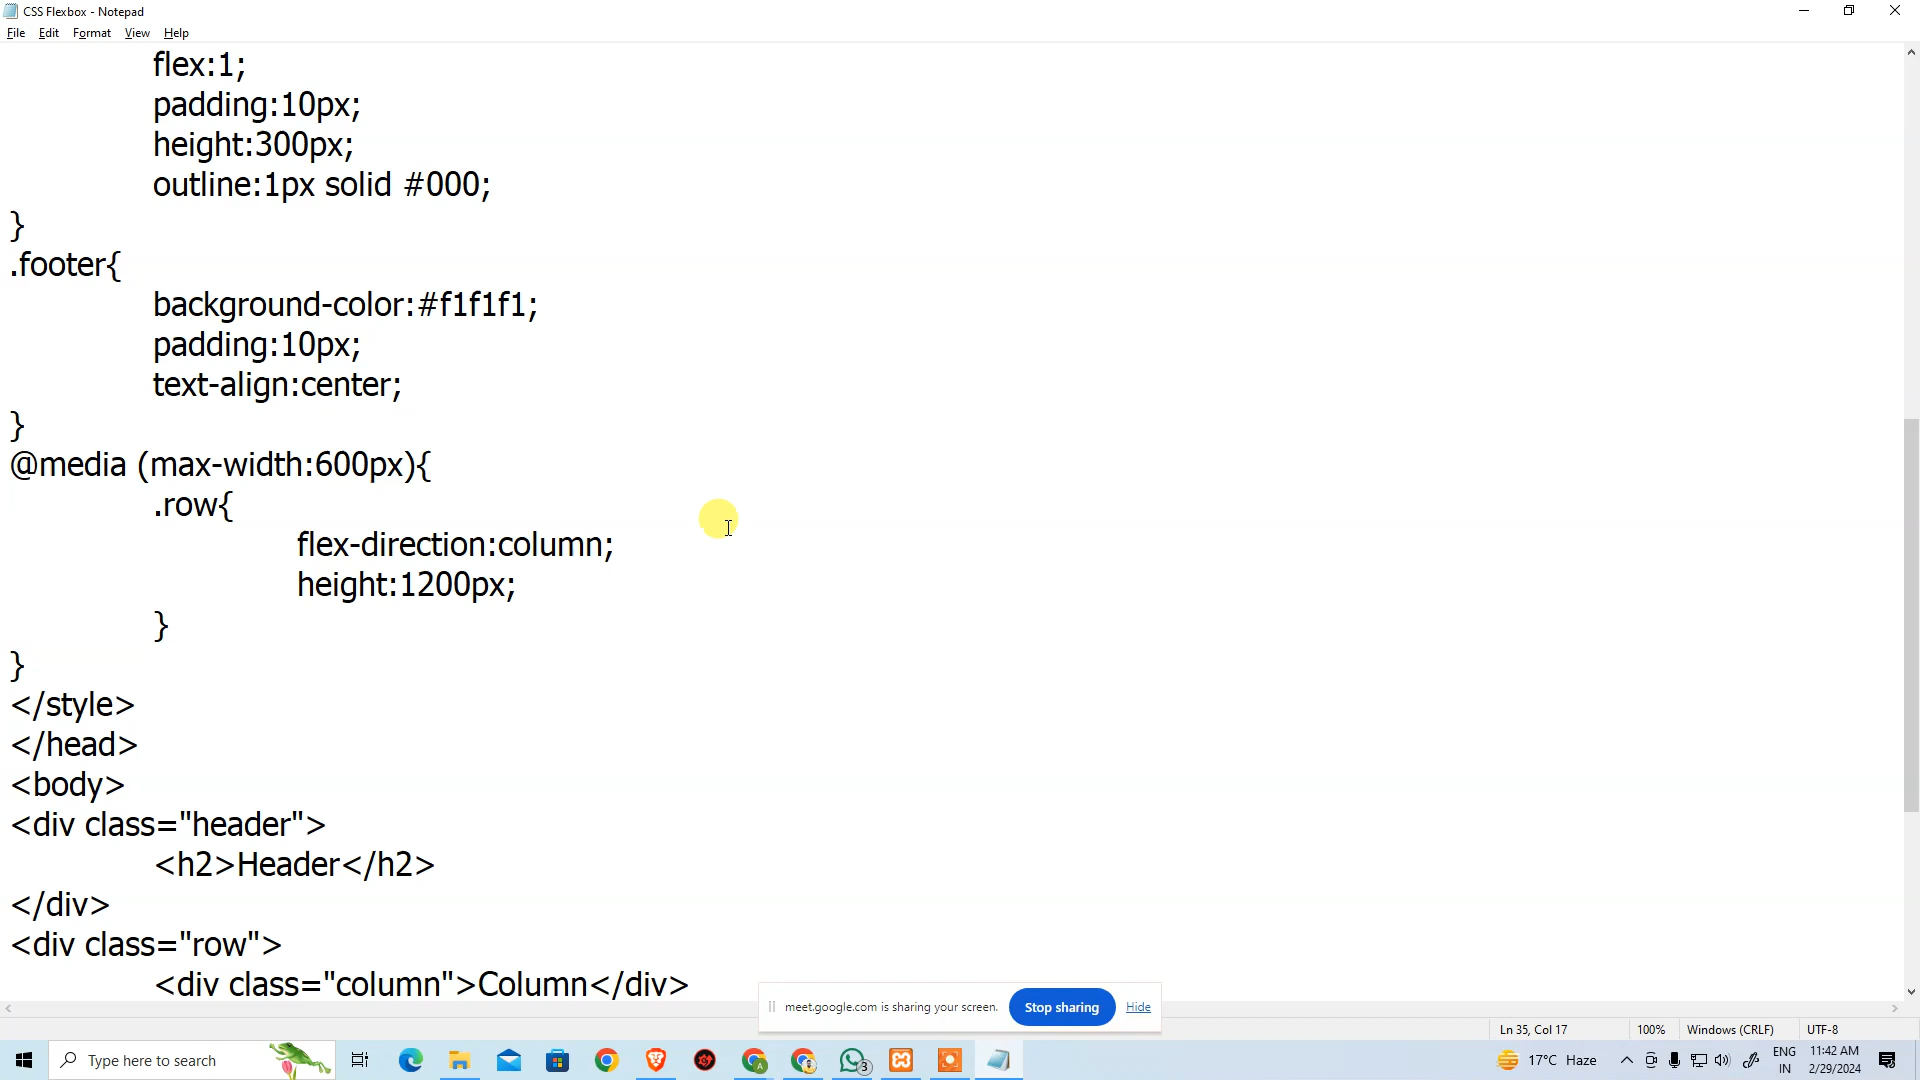 CSS Flexbox - Notepad
File Edit Format View Help
flex:1;
padding:10px;
height:300px;
outline:1px solid #000;
}
.footer{
background-color:#f1f1f1;
padding:10px;
text-align:center;
}
@media (max-width:600px){
.row{
flex-direction:column;
height:1200px;
}
}
</style>
</head>
<body>
<div class="header">
<h2>Header</h2>
</div>
<div class="row">
<div class="column">Column</div>
meet.google.com is sharing your screen. Stop sharing Hide
Ln 35, Col 17 100% Windows (CRLF) UTF-8
Type here to search
A
3
17°C Haze
ENG
IN
11:42 AM
2/29/2024